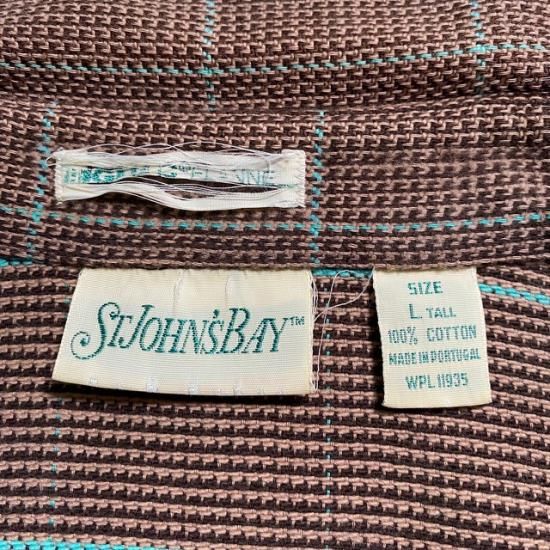 ST. JOHN'S BAY™
SIZE
L TALL
100% COTTON
MADE IN PORTUGAL
WPL 11935